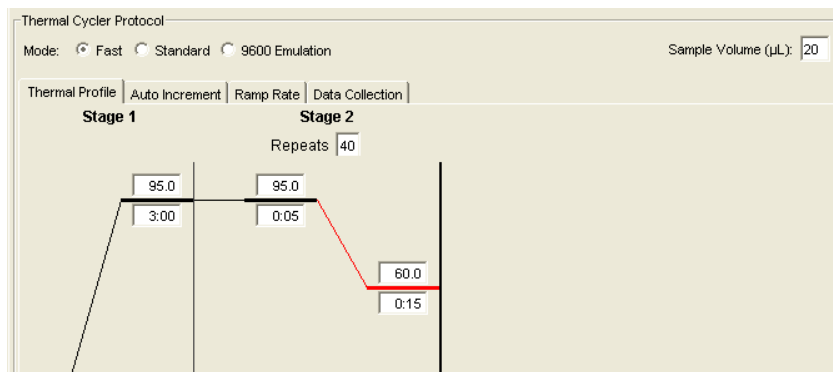 Thermal Cycler Protocol
Mode: Fast Standard 9600 Emulation Sample Volume (µL): 20
Thermal Profile Auto Increment Ramp Rate Data Collection
Stage 1 Stage 2
Repeats 40
95.0 95.0
3:00 0:05
60.0
0:15